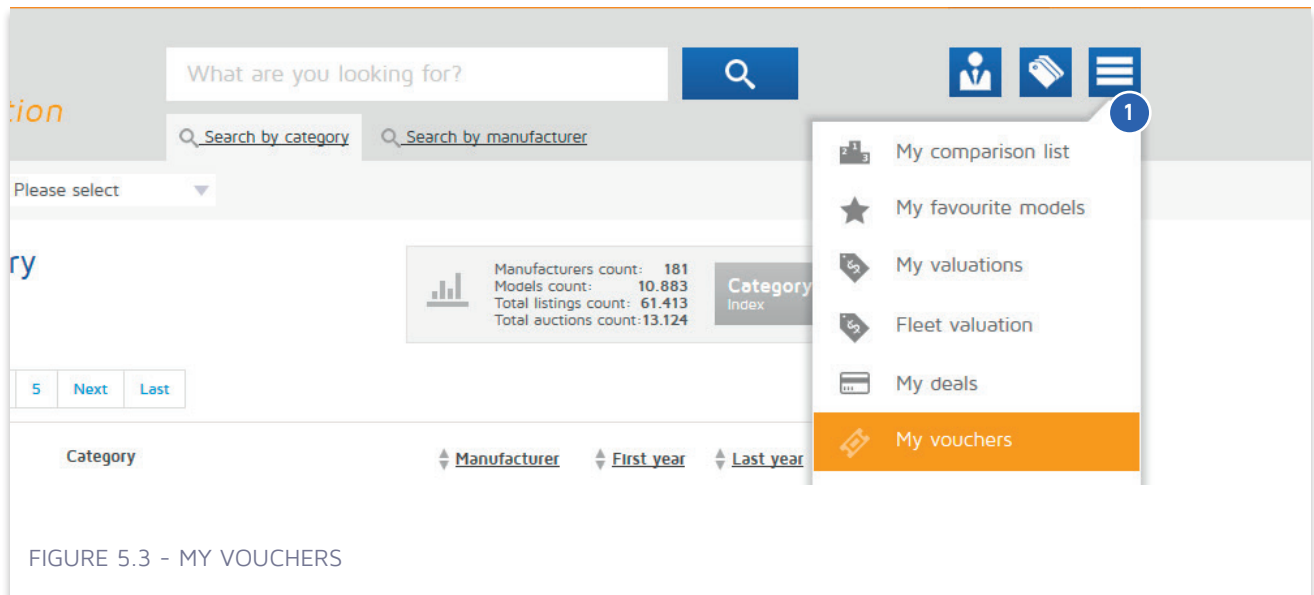 What are you looking for?
tion
1
Search by category
Search by manufacturer
My comparison list
Please select
My favourite models
ry
My valuations
Manufacturers count: 181
Models count: 10.883
Total listings count: 61.413
Total auctions count:13.124
Category
Index
Fleet valuation
5 Next Last
My deals
My vouchers
Category
Manufacturer
First year
Last year
FIGURE 5.3 - MY VOUCHERS